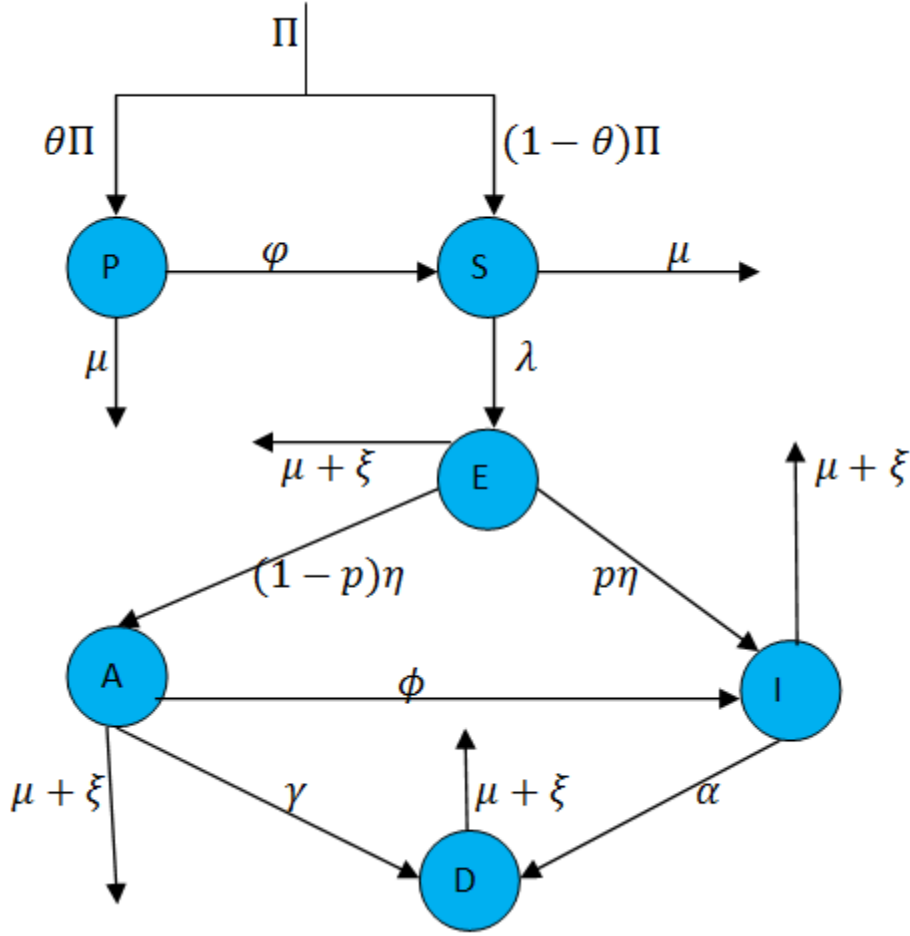 Π
θΠ
(1 − θ)Π
P
φ
S
μ
μ
λ
μ + ξ
E
μ + ξ
(1 − p)η
pη
A
ϕ
I
μ + ξ
γ
μ + ξ
α
D